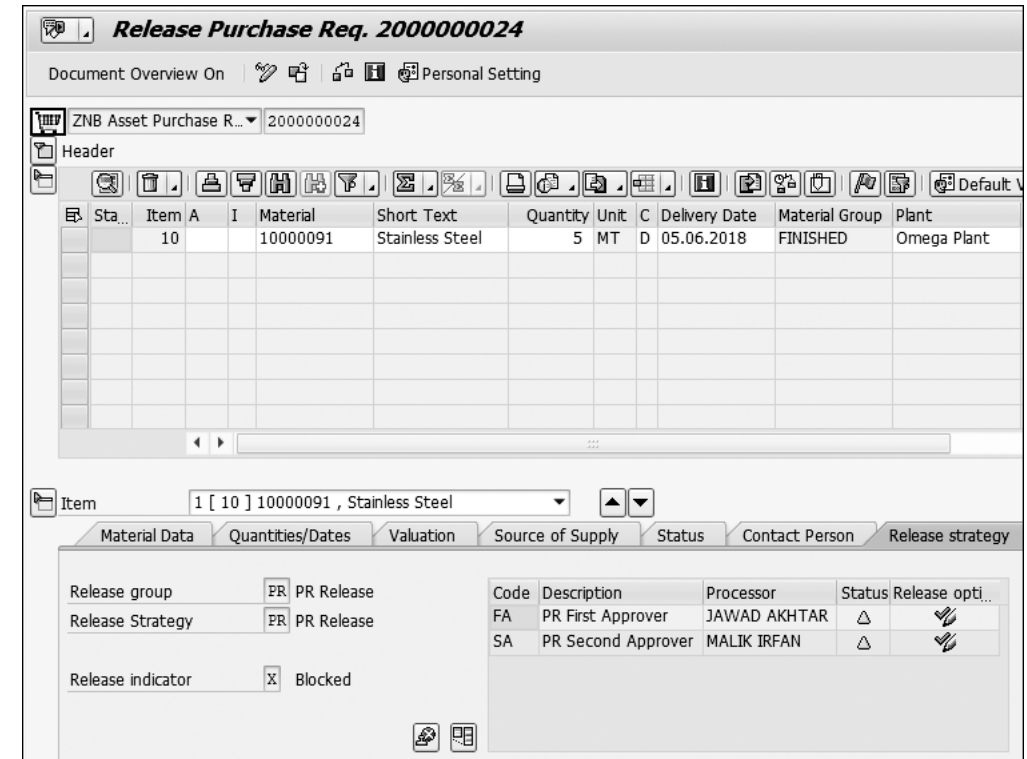 Release Purchase Req. 2000000024
Document Overview On Personal Setting
ZNB Asset Purchase R... 2000000024
Header
Default V
Sta... Item A I Material Short Text Quantity Unit C Delivery Date Material Group Plant
10 10000091 Stainless Steel 5 MT D 05.06.2018 FINISHED Omega Plant
Item 1 [ 10 ] 10000091 , Stainless Steel
Material Data Quantities/Dates Valuation Source of Supply Status Contact Person Release strategy
Release group PR PR Release
Release Strategy PR PR Release
Release indicator X Blocked
Code Description Processor Status Release opti...
FA PR First Approver JAWAD AKHTAR
SA PR Second Approver MALIK IRFAN